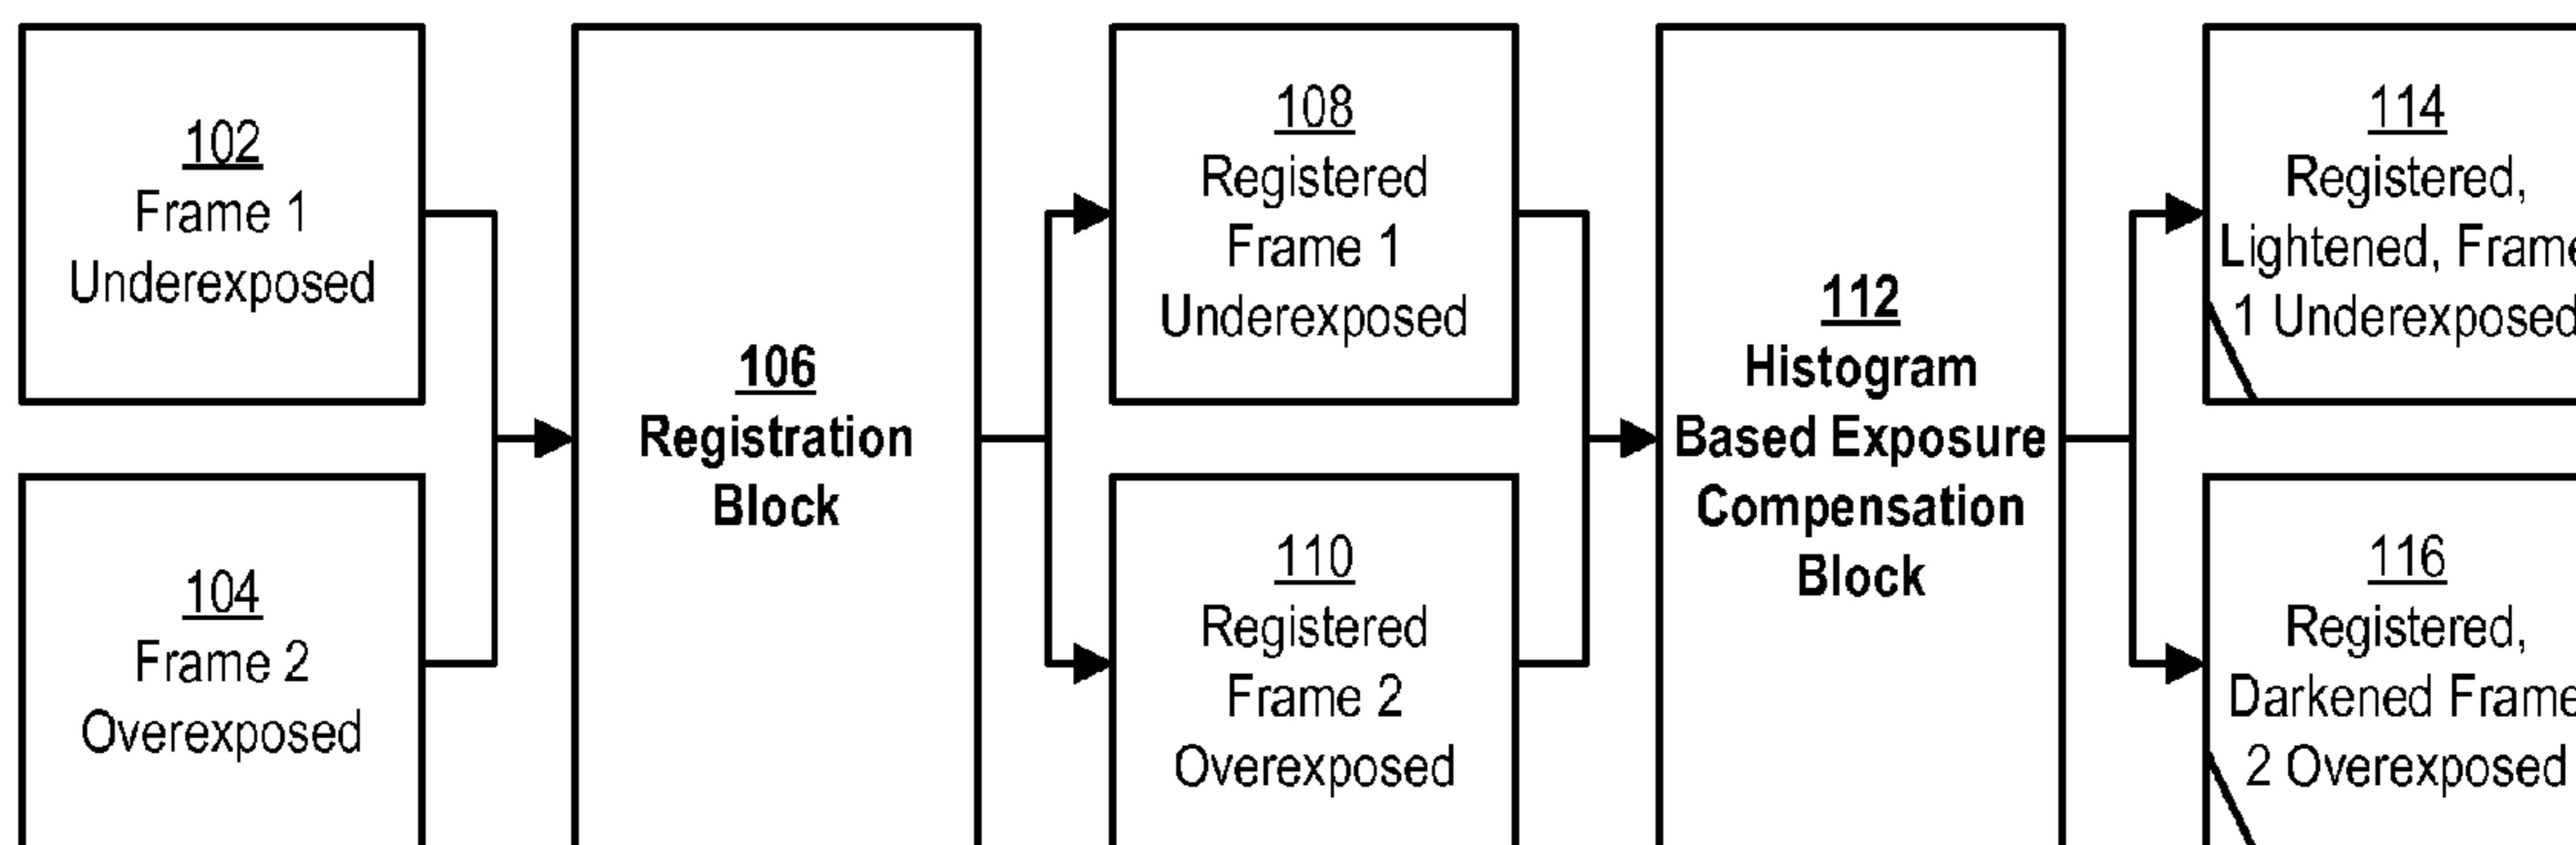 102
Frame 1
Underexposed
104
Frame 2
Overexposed
106
Registration
Block
108
Registered
Frame 1
Underexposed
110
Registered
Frame 2
Overexposed
112
Histogram
Based Exposure
Compensation
Block
114
Registered,
Lightened, Frame
1 Underexposed
116
Registered,
Darkened Frame
2 Overexposed